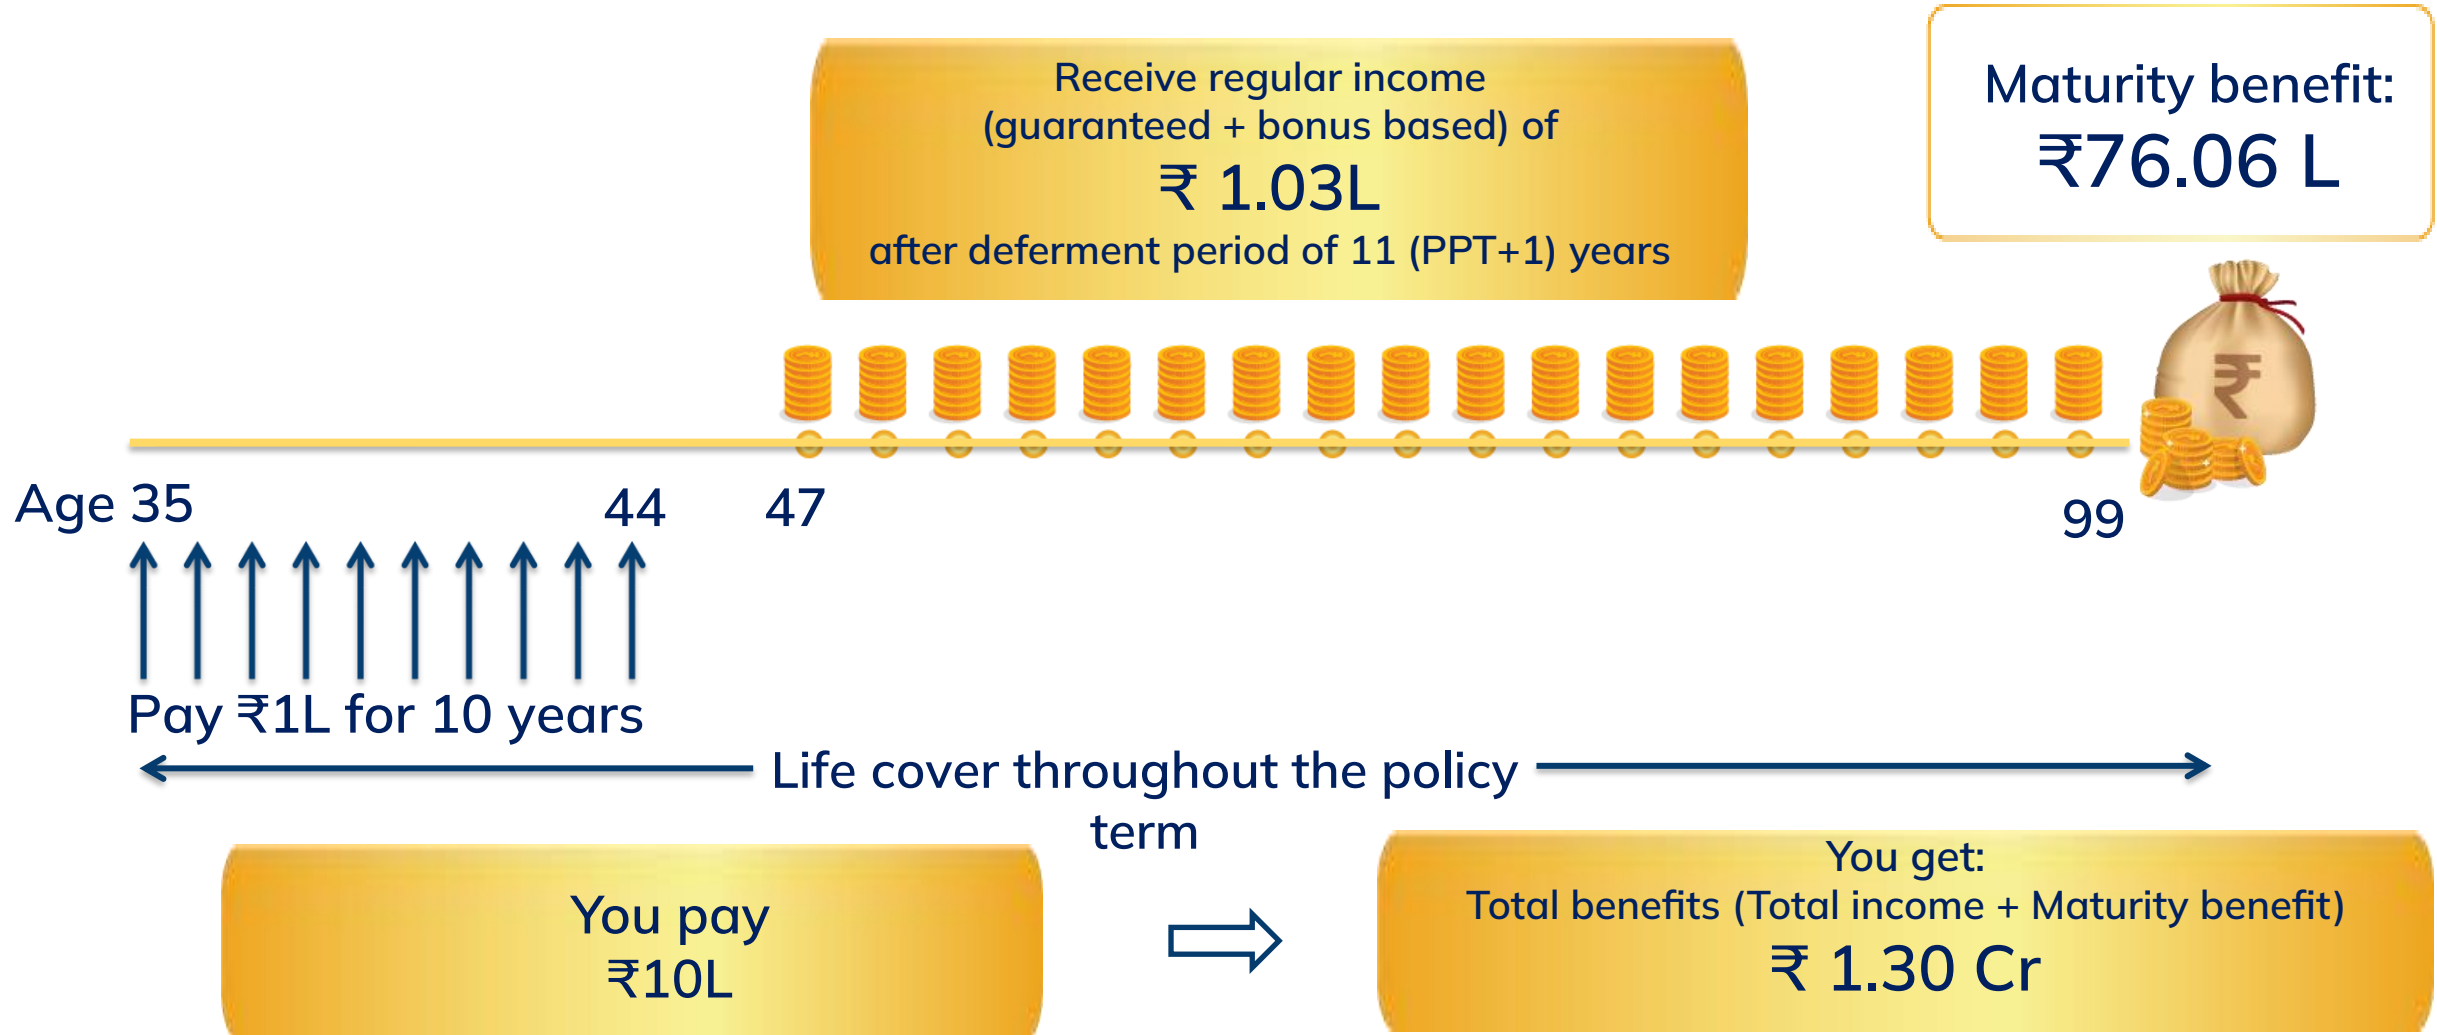 Receive regular income
(guaranteed + bonus based) of
₹ 1.03L
after deferment period of 11 (PPT+1) years
Maturity benefit:
₹76.06 L
₹
Age 35
44
47
99
Pay ₹1L for 10 years
Life cover throughout the policy
term
You pay
₹10L
You get:
Total benefits (Total income + Maturity benefit)
₹ 1.30 Cr